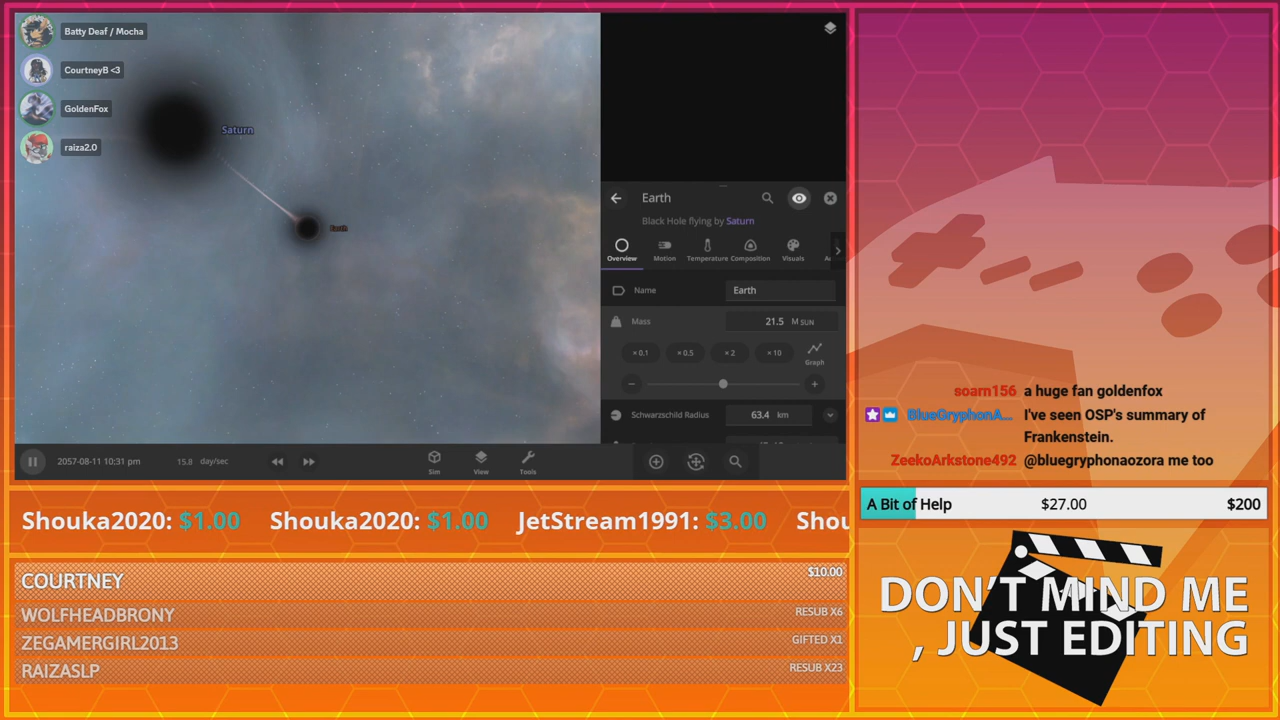 Batty Deaf / Mocha
CourtneyB <3
GoldenFox
raiza2.0
Saturn
Earth
Earth
Black Hole flying by Saturn
Overview
Motion
Temperature
Composition
Visuals
Name
Earth
Mass
21.5 M SUN
× 0.1
× 0.5
× 2
× 10
Graph
Schwarzschild Radius
63.4 km
2057-08-11 10:31 pm
15.8 day/sec
Sim
View
Tools
soarn156 a huge fan goldenfox
BlueGryphonA... I've seen OSP's summary of
Frankenstein.
ZeekoArkstone492 @bluegryphonaozora me too
A Bit of Help $27.00 $200
Shouka2020: $1.00 Shouka2020: $1.00 JetStream1991: $3.00 Shou
COURTNEY $10.00
WOLFHEADBRONY RESUB X6
ZEGAMERGIRL2013 GIFTED X1
RAIZASLP RESUB X23
DON'T MIND ME
, JUST EDITING